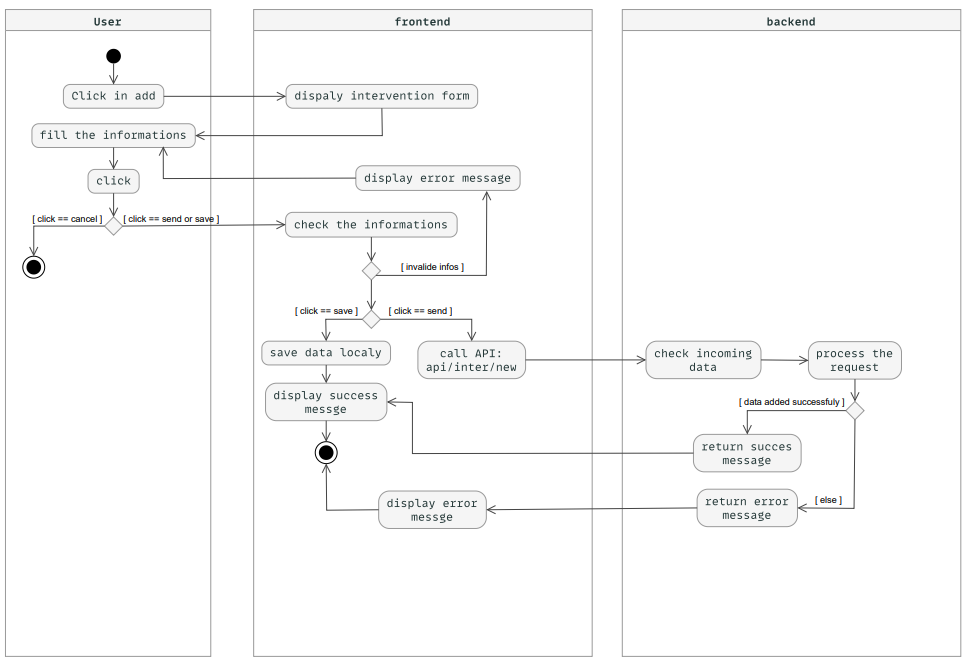 User
frontend
backend
Click in add
dispaly intervention form
fill the informations
display error message
click
[ click == cancel ]
[ click == send or save ]
check the informations
[ invalide infos ]
[ click == save ]
[ click == send ]
save data localy
call API:
api/inter/new
check incoming
data
process the
request
display success
messge
[ data added successfuly ]
return succes
message
display error
messge
return error
message
[ else ]